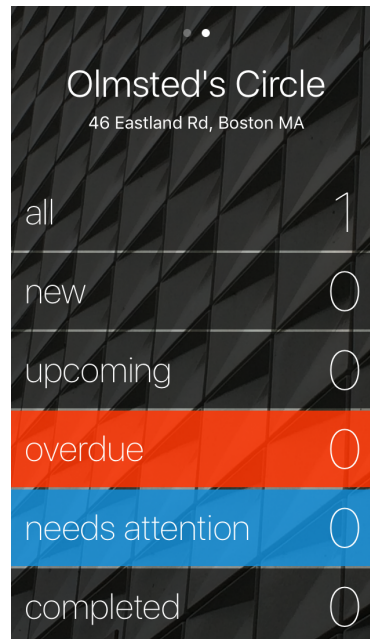 Olmsted's Circle
46 Eastland Rd, Boston MA
all 1
new 0
upcoming 0
overdue 0
needs attention 0
completed 0